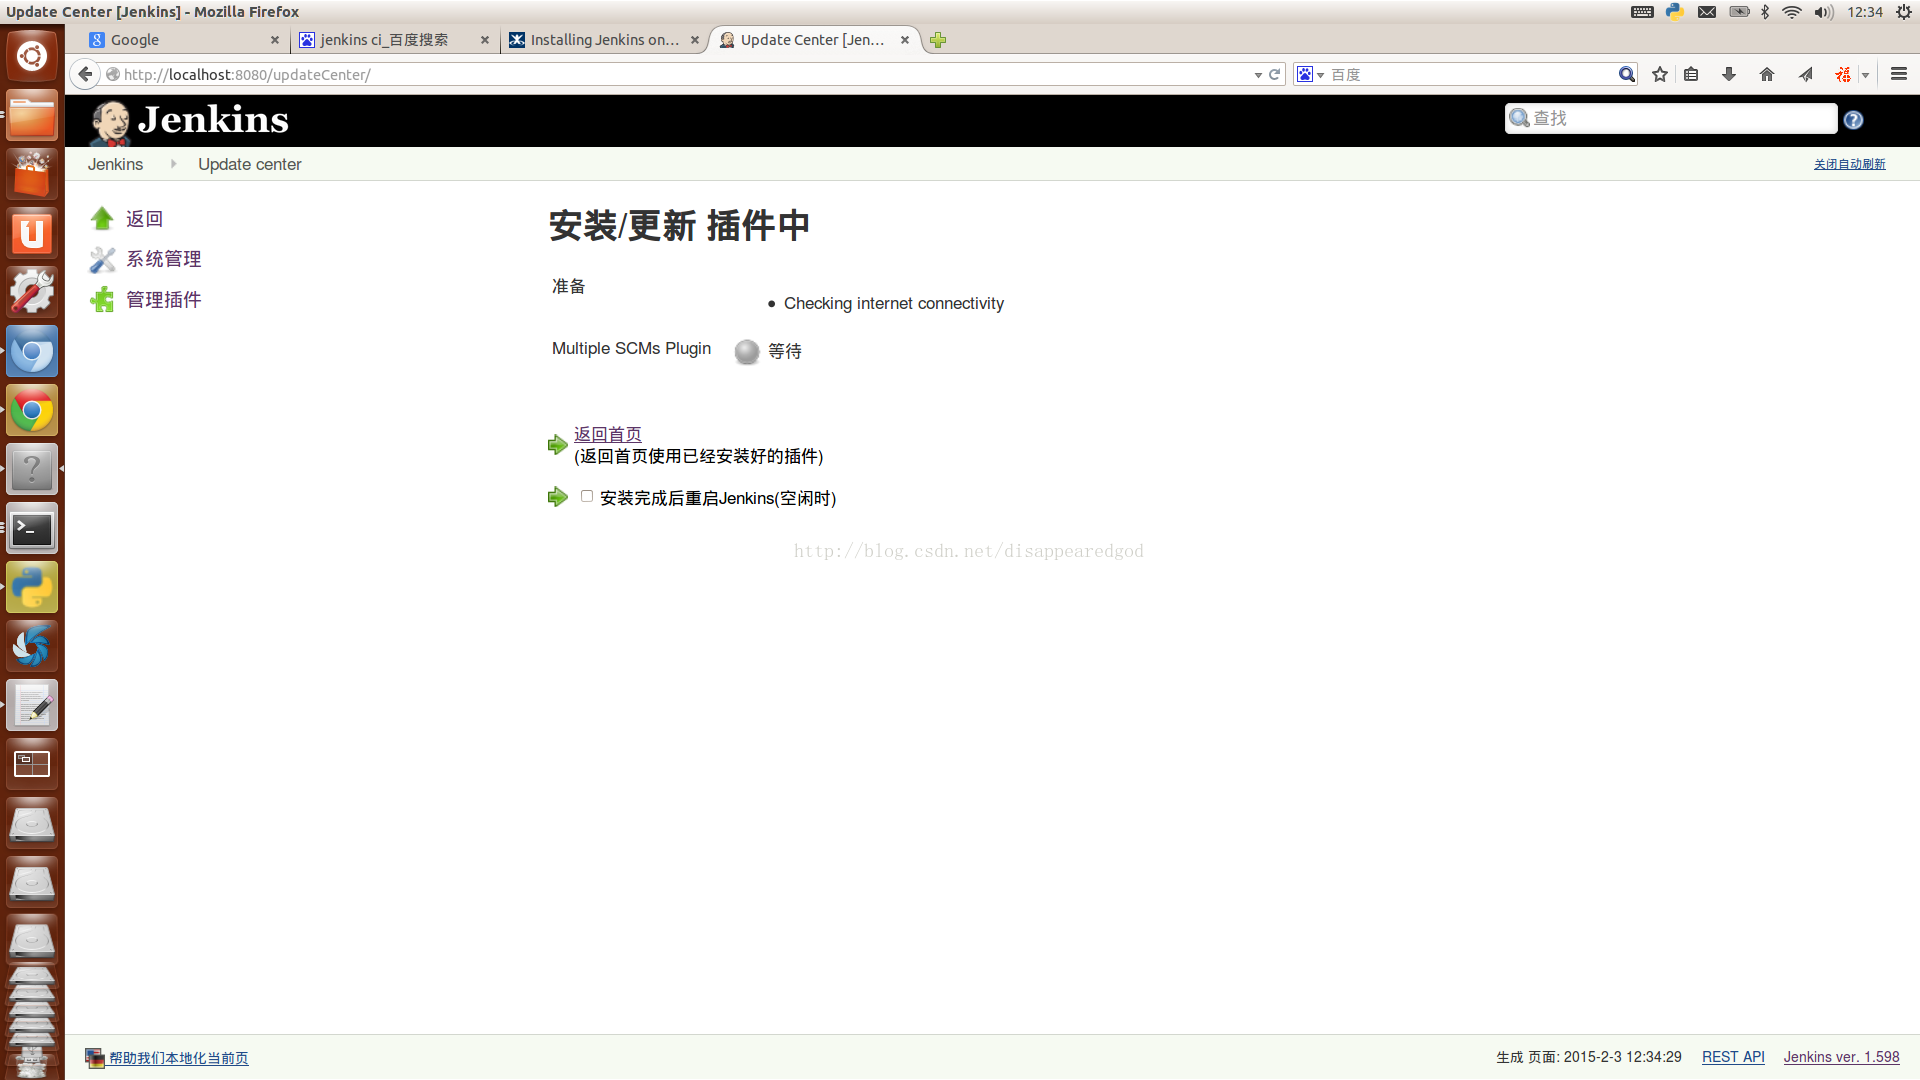 Update Center [Jenkins] - Mozilla Firefox
12:34
Google
jenkins ci_百度搜索
Installing Jenkins on...
Update Center [Jen...
http://localhost:8080/updateCenter/
百度
Jenkins
查找
Jenkins
Update center
关闭自动刷新
返回
系统管理
管理插件
安装/更新 插件中
准备
Checking internet connectivity
Multiple SCMs Plugin
等待
返回首页
(返回首页使用已经安装好的插件)
安装完成后重启Jenkins(空闲时)
http://blog.csdn.net/disappearedgod
帮助我们本地化当前页
生成 页面: 2015-2-3 12:34:29
REST API
Jenkins ver. 1.598